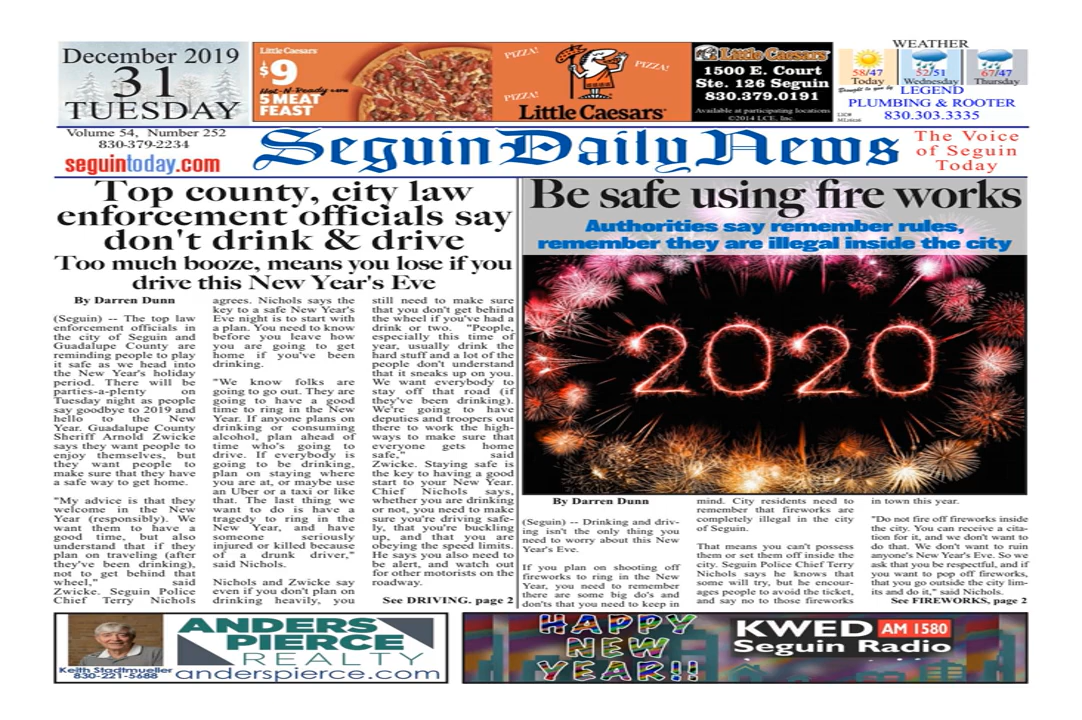 December 2019
31
TUESDAY
Little Caesars
$9
Hot-N-Ready
5 MEAT
FEAST
PIZZA!
PIZZA!
PIZZA!
Little Caesars
Little Caesars
1500 E. Court
Ste. 126 Seguin
830.379.0191
Available at participating locations
©2014 LCE, Inc.
WEATHER
58/47
Today
52/51
Wednesday
67/47
Thursday
Brought to you by
LEGEND
PLUMBING & ROOTER
830.303.3335
Volume 54, Number 252
830-379-2234
seguintoday.com
Seguin Daily News
The Voice
of Seguin
Today
Top county, city law
enforcement officials say
don't drink & drive
Too much booze, means you lose if you
drive this New Year's Eve
By Darren Dunn
(Seguin) -- The top law
enforcement officials in
the city of Seguin and
Guadalupe County are
reminding people to play
it safe as we head into
the New Year's holiday
period. There will be
parties-a-plenty on
Tuesday night as people
say goodbye to 2019 and
hello to the New
Year. Guadalupe County
Sheriff Arnold Zwicke
says they want people to
enjoy themselves, but
they want people to
make sure that they have
a safe way to get home.
"My advice is that they
welcome in the New
Year (responsibly). We
want them to have a
good time, but also
understand that if they
plan on traveling (after
they've been drinking),
not to get behind that
wheel," said
Zwicke. Seguin Police
Chief Terry Nichols
agrees. Nichols says the
key to a safe New Year's
Eve night is to start with
a plan. You need to know
before you leave how
you are going to get
home if you've been
drinking.
"We know folks are
going to go out. They are
going to have a good
time to ring in the New
Year. If anyone plans on
drinking or consuming
alcohol, plan ahead of
time who's going to
drive. If everybody is
going to be drinking,
plan on staying where
you are at, or maybe use
an Uber or a taxi or like
that. The last thing we
want to do is have a
tragedy to ring in the
New Year, and have
someone seriously
injured or killed because
of a drunk driver,"
said Nichols.
Nichols and Zwicke say
even if you don't plan on
drinking heavily, you
still need to make sure
that you don't get behind
the wheel if you've had a
drink or two. "People,
especially this time of
year, usually drink the
hard stuff and a lot of the
people don't understand
that it sneaks up on you.
We want everybody to
stay off that road (if
they've been drinking).
We're going to have
deputies and troopers out
there to work the high-
ways to make sure that
everyone gets home
safe," said
Zwicke. Staying safe is
the key to having a good
start to your New Year.
Chief Nichols says,
whether you are drinking
or not, you need to make
sure you're driving safe-
ly, that you're buckling
up, and that you are
obeying the speed limits.
He says you also need to
be alert, and watch out
for other motorists on the
roadway.
See DRIVING. page 2
Be safe using fire works
Authorities say remember rules,
remember they are illegal inside the city
2020
By Darren Dunn
(Seguin) -- Drinking and driv-
ing isn't the only thing you
need to worry about this New
Year's Eve.
If you plan on shooting off
fireworks to ring in the New
Year, you need to remember
there are some big do's and
don'ts that you need to keep in
mind. City residents need to
remember that fireworks are
completely illegal in the city
of Seguin.
That means you can't possess
them or set them off inside the
city. Seguin Police Chief Terry
Nichols says he knows that
some will try, but he encour-
ages people to avoid the ticket,
and say no to those fireworks
in town this year.
"Do not fire off fireworks inside
the city. You can receive a cita-
tion for it, and we don't want to
do that. We don't want to ruin
anyone's New Year's Eve. So we
ask that you be respectful, and if
you want to pop off fireworks,
that you go outside the city lim-
its and do it," said Nichols.
See FIREWORKS, page 2
Keith Stadtmueller
830-221-5688
ANDERS
PIERCE
REALTY
anderspierce.com
HAPPY
NEW
YEAR!!
KWED AM 1580
Seguin Radio